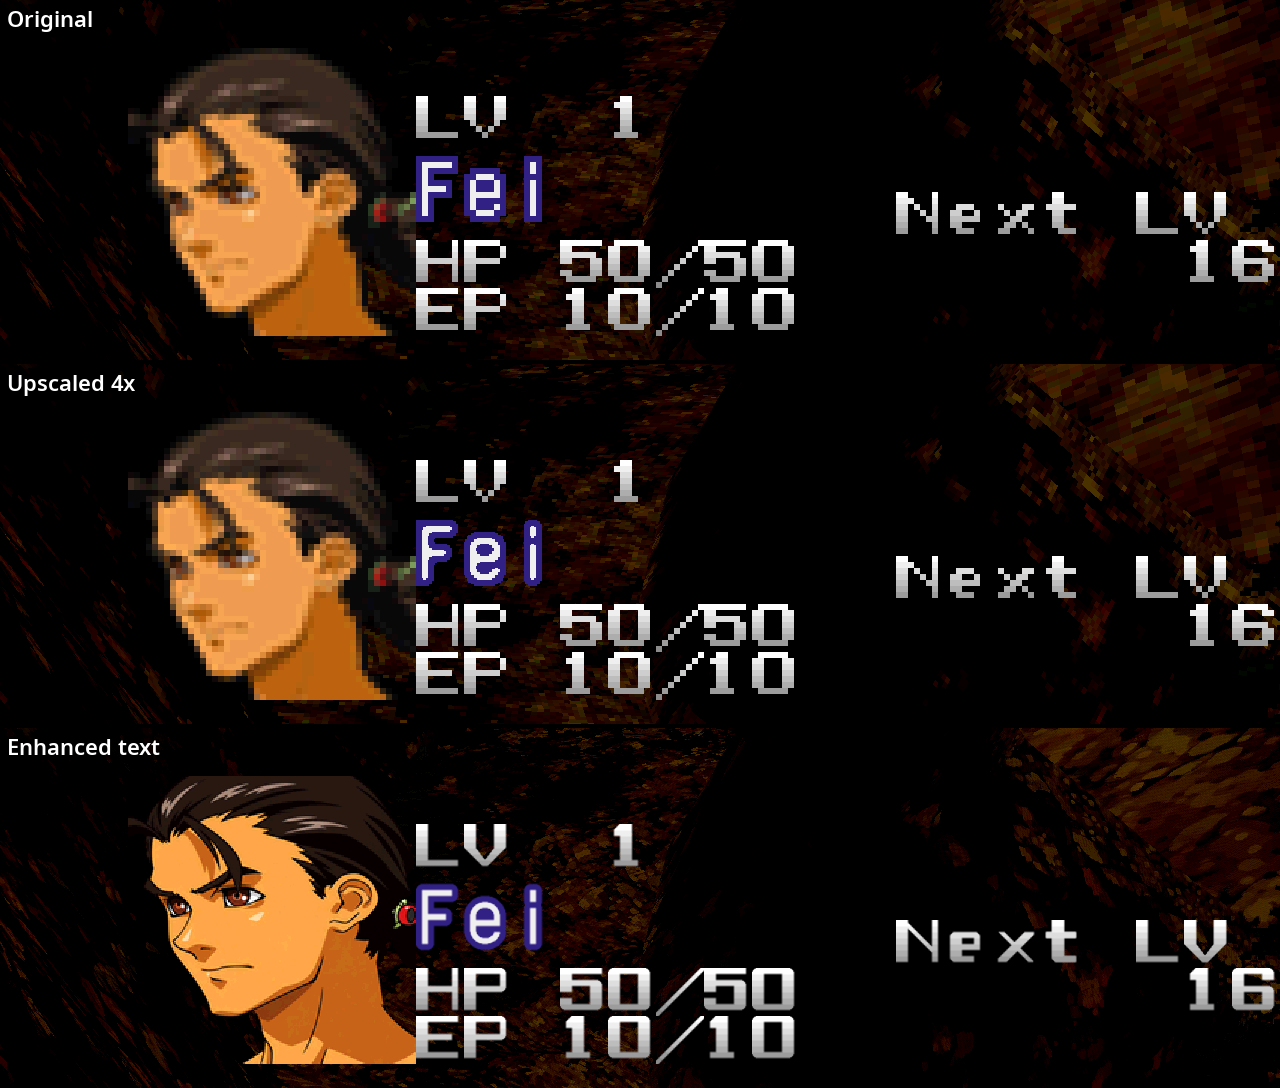 Original
LV 1
Fei
Next LV
HP 50/50
16
EP 10/10
Upscaled 4x
LV 1
Fei
Next LV
HP 50/50
16
EP 10/10
Enhanced text
LV 1
Fei
Next LV
HP 50/50
16
EP 10/10